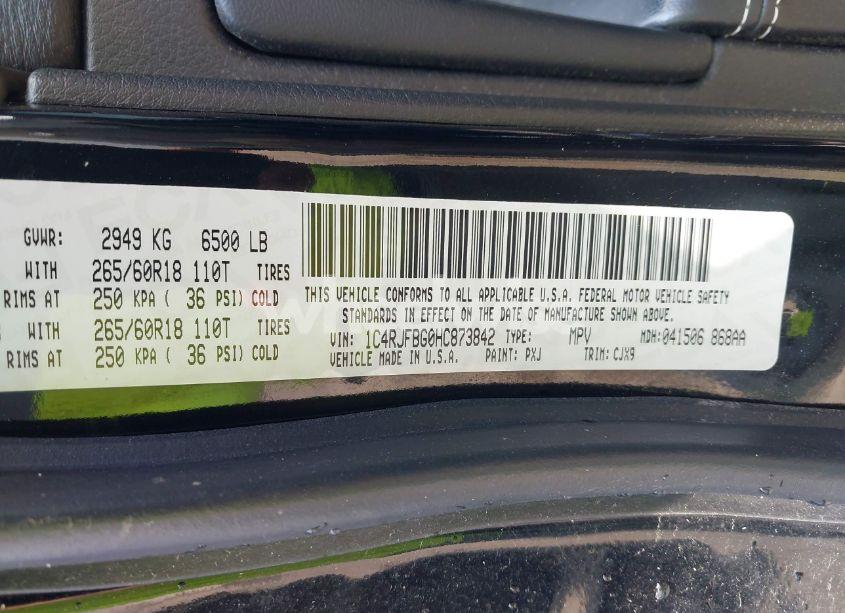 GVWR: 2949 KG 6500 LB
WITH 265/60R18 110T TIRES
RIMS AT 250 KPA ( 36 PSI) COLD
WITH 265/60R18 110T TIRES
RIMS AT 250 KPA ( 36 PSI) COLD
THIS VEHICLE CONFORMS TO ALL APPLICABLE U.S.A. FEDERAL MOTOR VEHICLE SAFETY
STANDARDS IN EFFECT ON THE DATE OF MANUFACTURE SHOWN ABOVE.
VIN: 1C4RJFBG0HC873842 TYPE: MPV MDH: 041506 868AA
VEHICLE MADE IN U.S.A. PAINT: PXJ TRIM: CJX9